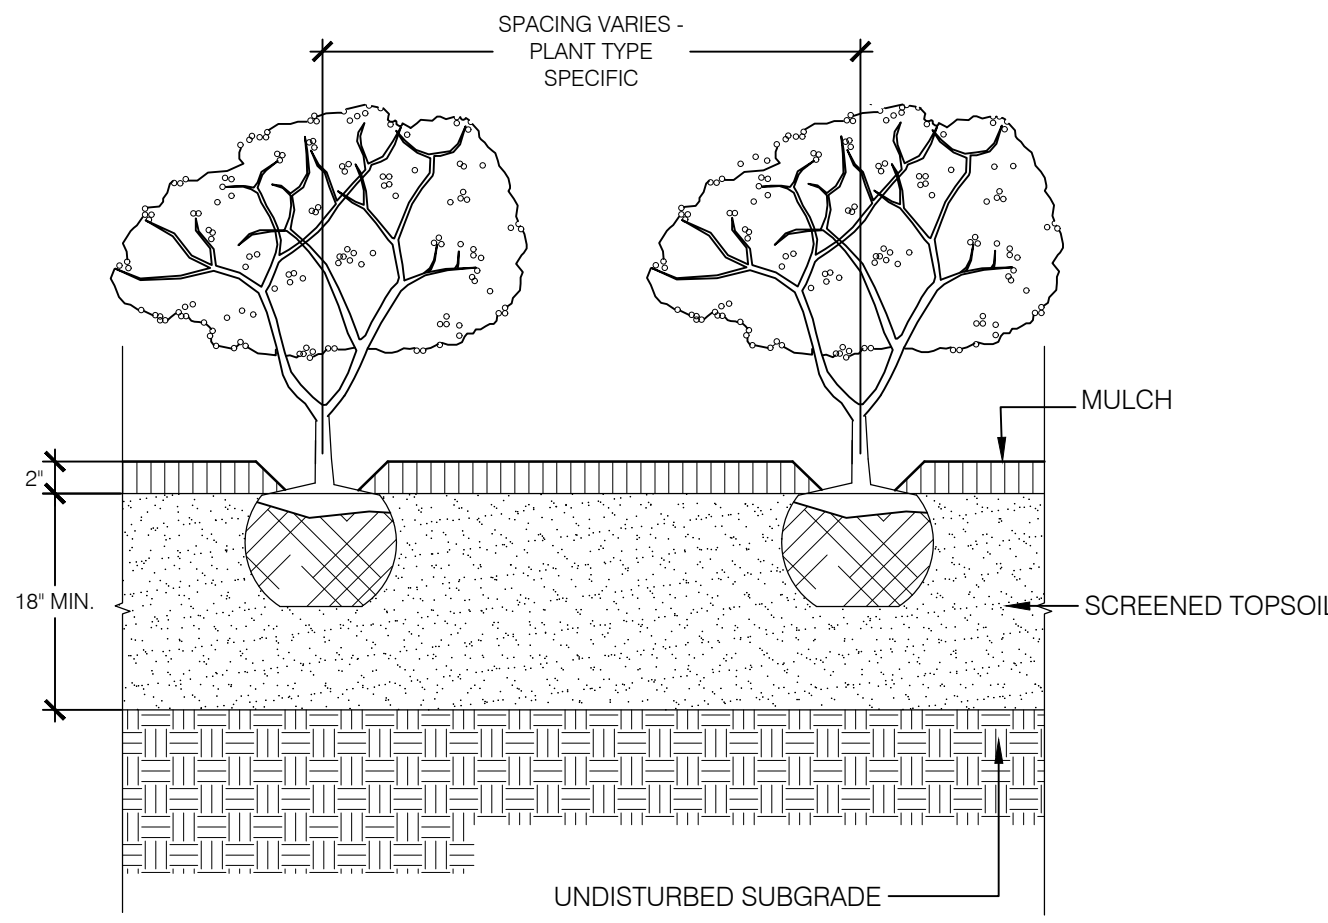 SPACING VARIES -
PLANT TYPE
SPECIFIC
MULCH
2"
18" MIN.
SCREENED TOPSOIL
UNDISTURBED SUBGRADE